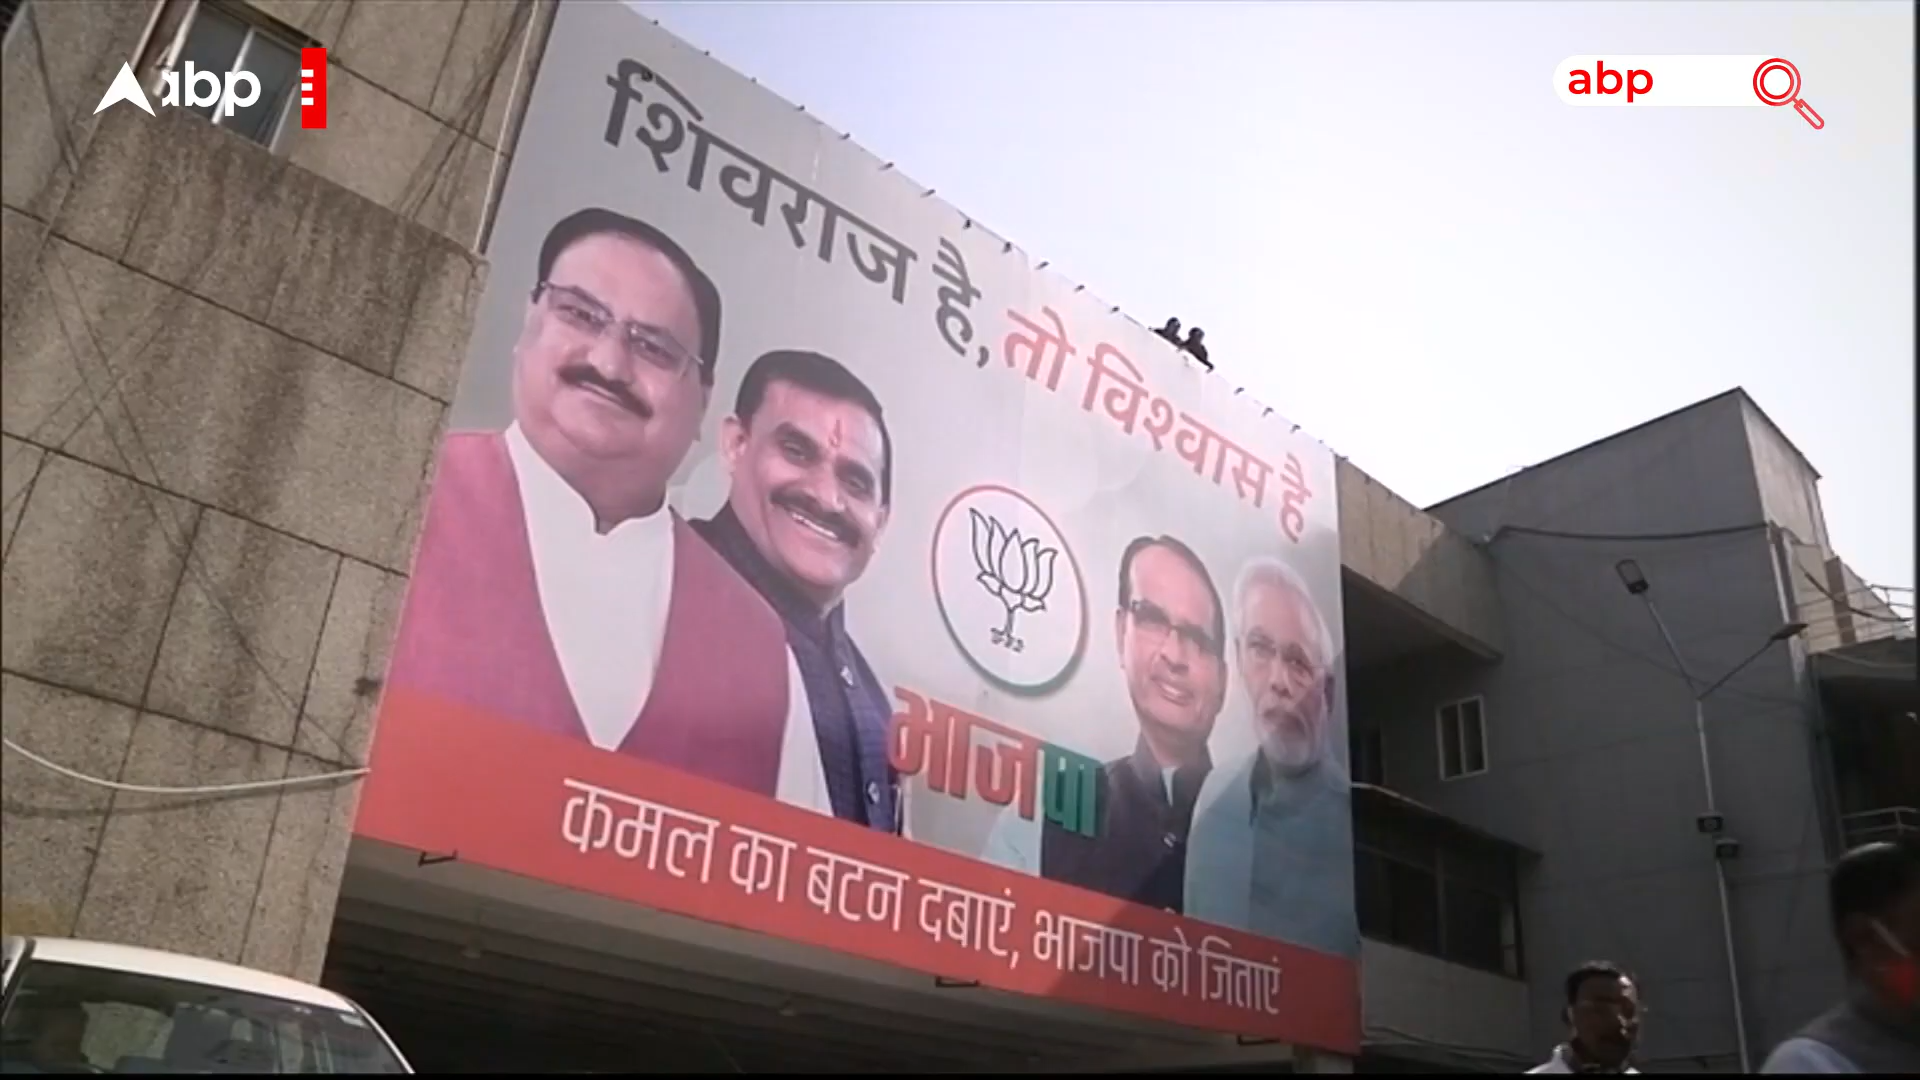 abp
abp
शिवराज है, तो विश्वास है
भाजपा
कमल का बटन दबाएं, भाजपा को जिताएं